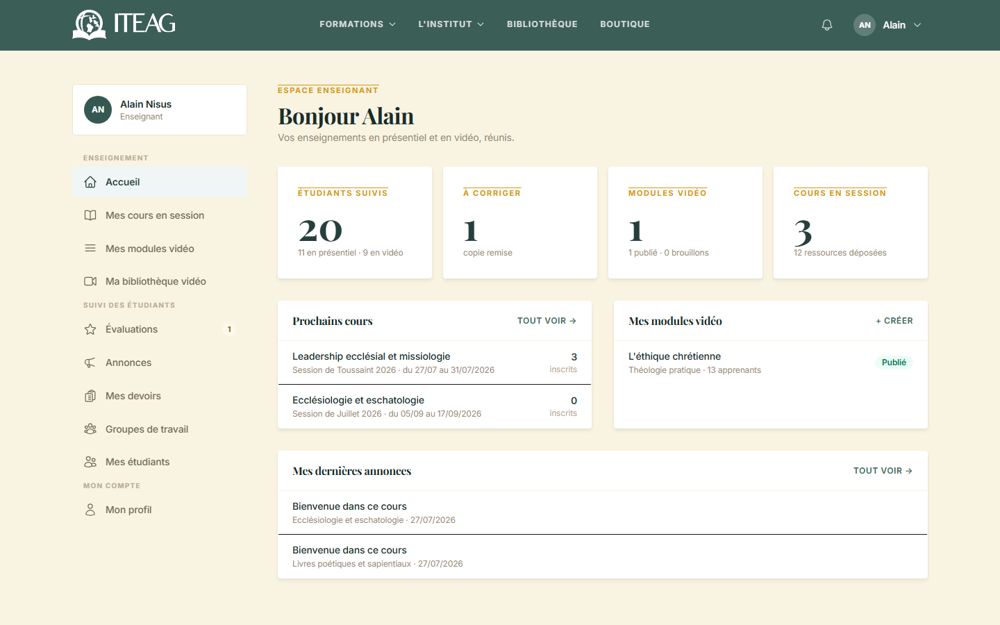 ITEAG
FORMATIONS
L'INSTITUT
BIBLIOTHÈQUE
BOUTIQUE
AN
Alain
AN
Alain Nisus
Enseignant
ENSEIGNEMENT
Accueil
Mes cours en session
Mes modules vidéo
Ma bibliothèque vidéo
SUIVI DES ÉTUDIANTS
Évaluations
1
Annonces
Mes devoirs
Groupes de travail
Mes étudiants
MON COMPTE
Mon profil
ESPACE ENSEIGNANT
Bonjour Alain
Vos enseignements en présentiel et en vidéo, réunis.
ÉTUDIANTS SUIVIS
20
11 en présentiel · 9 en vidéo
À CORRIGER
1
copie remise
MODULES VIDÉO
1
1 publié · 0 brouillons
COURS EN SESSION
3
12 ressources déposées
Prochains cours
TOUT VOIR →
Leadership ecclésial et missiologie
3
Session de Toussaint 2026 · du 27/07 au 31/07/2026
inscrits
Ecclésiologie et eschatologie
0
Session de Juillet 2026 · du 05/09 au 17/09/2026
inscrits
Mes modules vidéo
+ CRÉER
L'éthique chrétienne
Théologie pratique · 13 apprenants
Publié
Mes dernières annonces
TOUT VOIR →
Bienvenue dans ce cours
Ecclésiologie et eschatologie · 27/07/2026
Bienvenue dans ce cours
Livres poétiques et sapientiaux · 27/07/2026